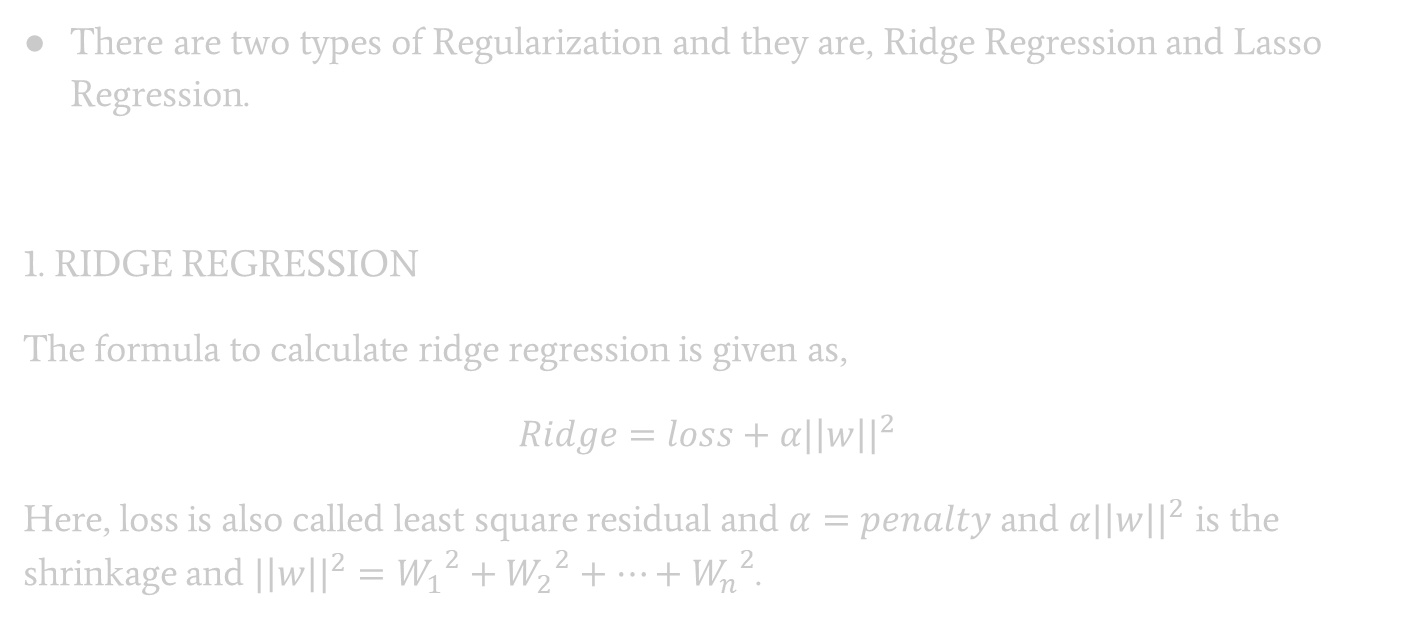 ● There are two types of Regularization and they are, Ridge Regression and Lasso
Regression.
1. RIDGE REGRESSION
The formula to calculate ridge regression is given as,
Ridge = loss + α||w||²
Here, loss is also called least square residual and α = penalty and α||w||² is the
shrinkage and ||w||² = W₁² + W₂² + ⋯ + Wₙ².